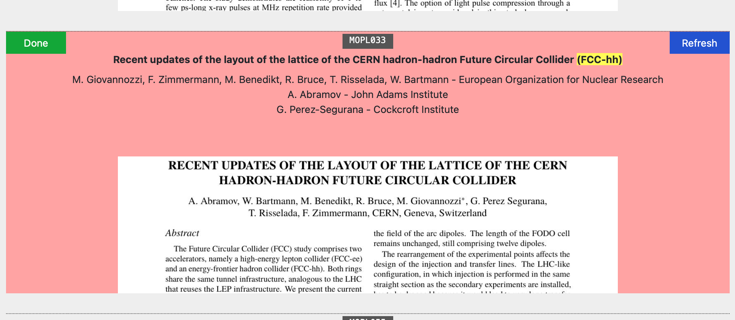 few ps-long x-ray pulses at MHz repetition rate provided
flux [4]. The option of light pulse compression through a
Done
MOPL033
Refresh
Recent updates of the layout of the lattice of the CERN hadron-hadron Future Circular Collider (FCC-hh)
M. Giovannozzi, F. Zimmermann, M. Benedikt, R. Bruce, T. Risselada, W. Bartmann - European Organization for Nuclear Research
A. Abramov - John Adams Institute
G. Perez-Segurana - Cockcroft Institute
RECENT UPDATES OF THE LAYOUT OF THE LATTICE OF THE CERN
HADRON-HADRON FUTURE CIRCULAR COLLIDER
A. Abramov, W. Bartmann, M. Benedikt, R. Bruce, M. Giovannozzi*, G. Perez Segurana,
T. Risselada, F. Zimmermann, CERN, Geneva, Switzerland
Abstract
The Future Circular Collider (FCC) study comprises two
accelerators, namely a high-energy lepton collider (FCC-ee)
and an energy-frontier hadron collider (FCC-hh). Both rings
share the same tunnel infrastructure, analogous to the LHC
that reuses the LEP infrastructure. We present the current
the field of the arc dipoles. The length of the FODO cell
remains unchanged, still comprising twelve dipoles.
The rearrangement of the experimental points affects the
design of the injection and transfer lines. The LHC-like
configuration, in which injection is performed in the same
straight section as the secondary experiments are installed,